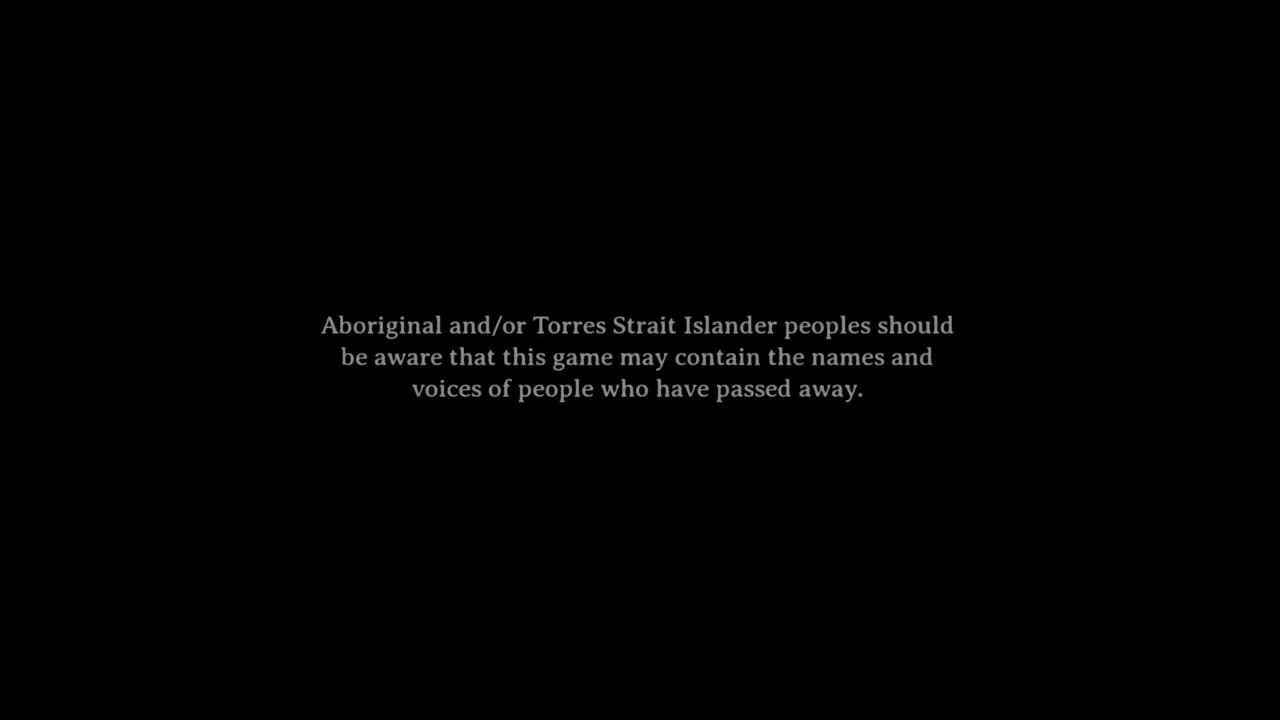 Aboriginal and/or Torres Strait Islander peoples should
be aware that this game may contain the names and
voices of people who have passed away.